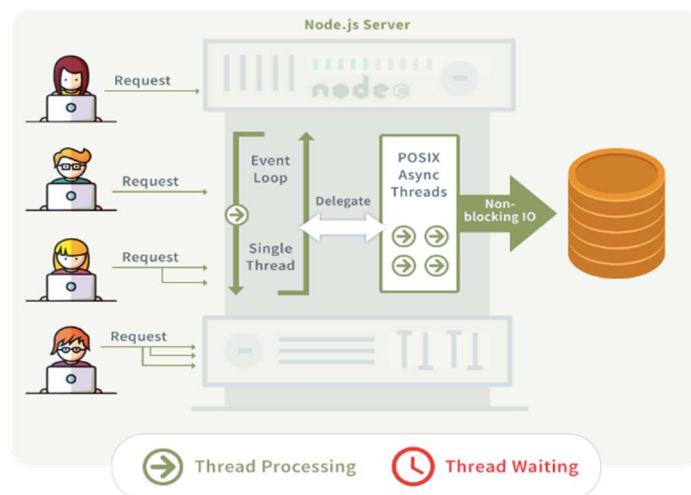 Node.js Server
node JS
Request
Request
Request
Request
Event
Loop
Single
Thread
Delegate
POSIX
Async
Threads
Non-
blocking IO
Thread Processing
Thread Waiting